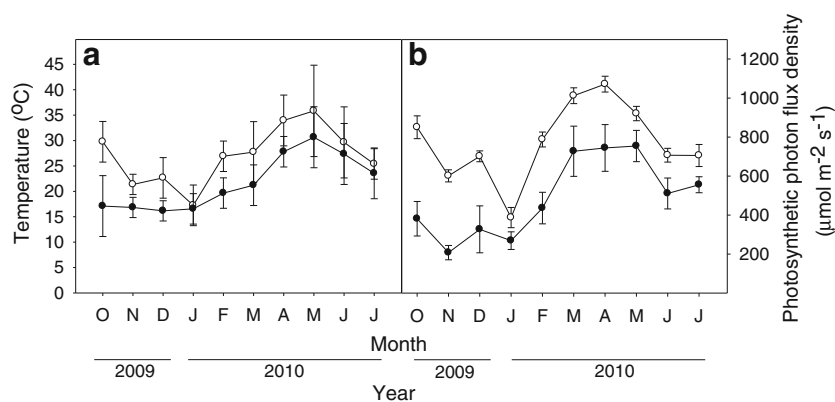 a
b
Temperature (ºC)
45
40
35
30
25
20
15
10
5
0
1200
1000
800
600
400
200
Photosynthetic photon flux density
(µmol m-2 s-1)
O N D J F M A M J J
O N D J F M A M J J
Month
2009 2010
2009 2010
Year